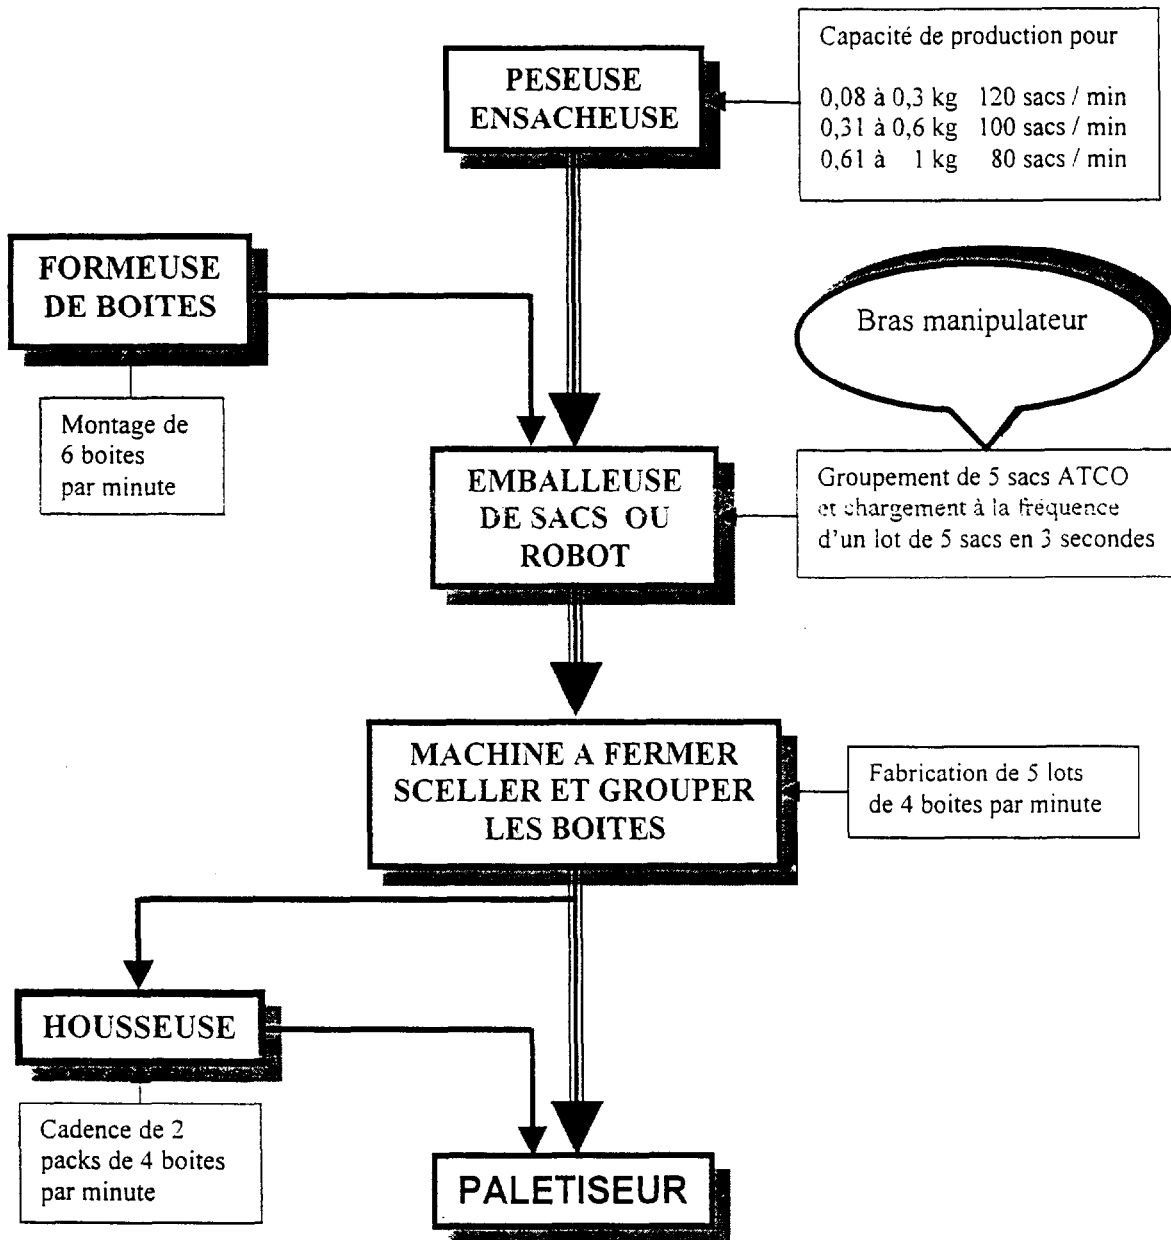 PESEUSE
ENSACHEUSE
Capacité de production pour
0,08 à 0,3 kg 120 sacs / min
0,31 à 0,6 kg 100 sacs / min
0,61 à 1 kg 80 sacs / min
FORMEUSE
DE BOITES
Montage de
6 boites
par minute
Bras manipulateur
EMBALLEUSE
DE SACS OU
ROBOT
Groupement de 5 sacs ATCO
et chargement à la fréquence
d'un lot de 5 sacs en 3 secondes
MACHINE A FERMER
SCELLER ET GROUPER
LES BOITES
Fabrication de 5 lots
de 4 boites par minute
HOUSSEUSE
Cadence de 2
packs de 4 boites
par minute
PALETISEUR